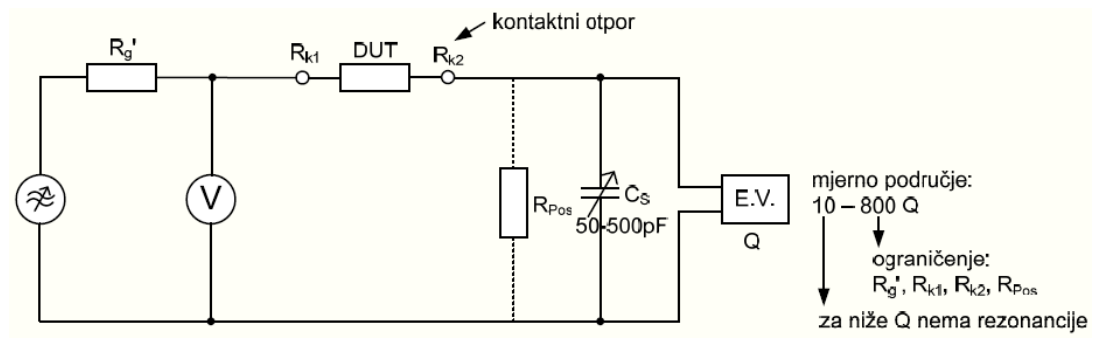 kontaktni otpor
Rg'
Rk1
DUT
Rk2
V
RPos
CS
50-500pF
E.V.
Q
mjerno područje:
10 – 800 Q
ograničenje:
Rg', Rk1, Rk2, RPos
za niže Q nema rezonancije